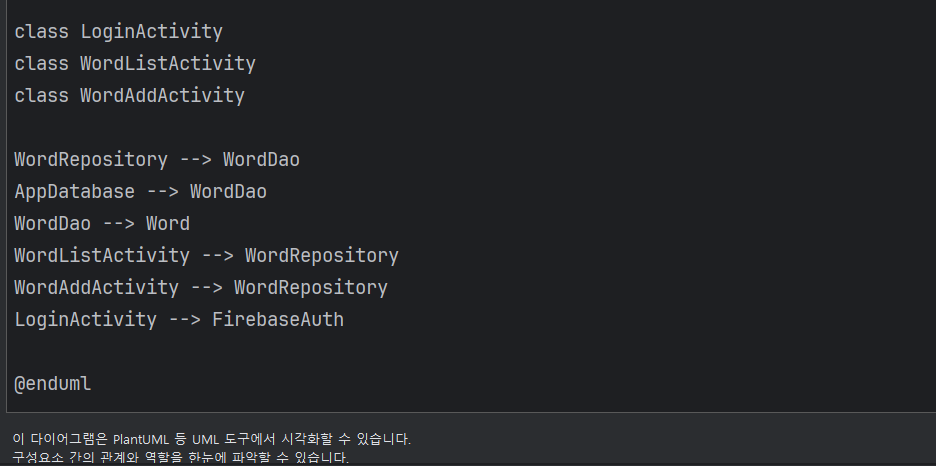 class LoginActivity
class WordListActivity
class WordAddActivity
WordRepository --> WordDao
AppDatabase --> WordDao
WordDao --> Word
WordListActivity --> WordRepository
WordAddActivity --> WordRepository
LoginActivity --> FirebaseAuth
@enduml
이 다이어그램은 PlantUML 등 UML 도구에서 시각화할 수 있습니다.
구성요소 간의 관계와 역할을 한눈에 파악할 수 있습니다.